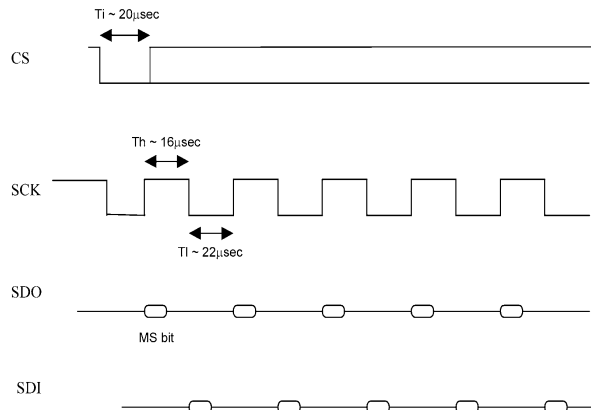 Ti ~ 20μsec
CS
Th ~ 16μsec
SCK
Tl ~ 22μsec
SDO
MS bit
SDI